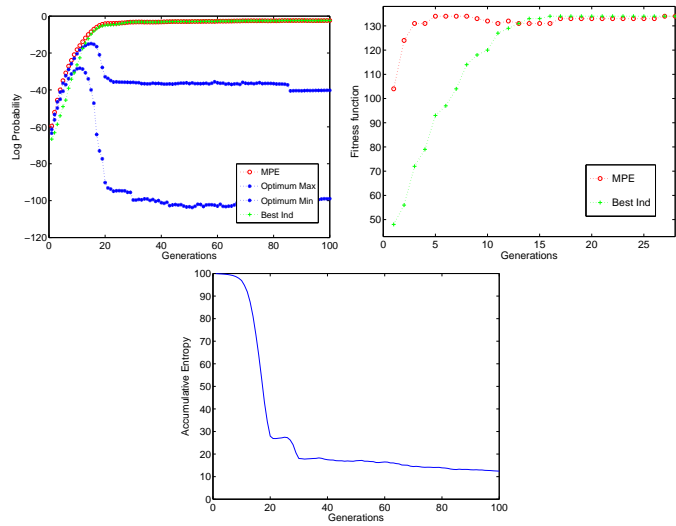 0
−20
−40
−60
−80
−100
−120
0 20 40 60 80 100
Log Probability
Generations
MPE
Optimum Max
Optimum Min
Best Ind
130
120
110
100
90
80
70
60
50
0 5 10 15 20 25
Fitness function
Generations
MPE
Best Ind
100
90
80
70
60
50
40
30
20
10
0
0 20 40 60 80 100
Accumulative Entropy
Generations